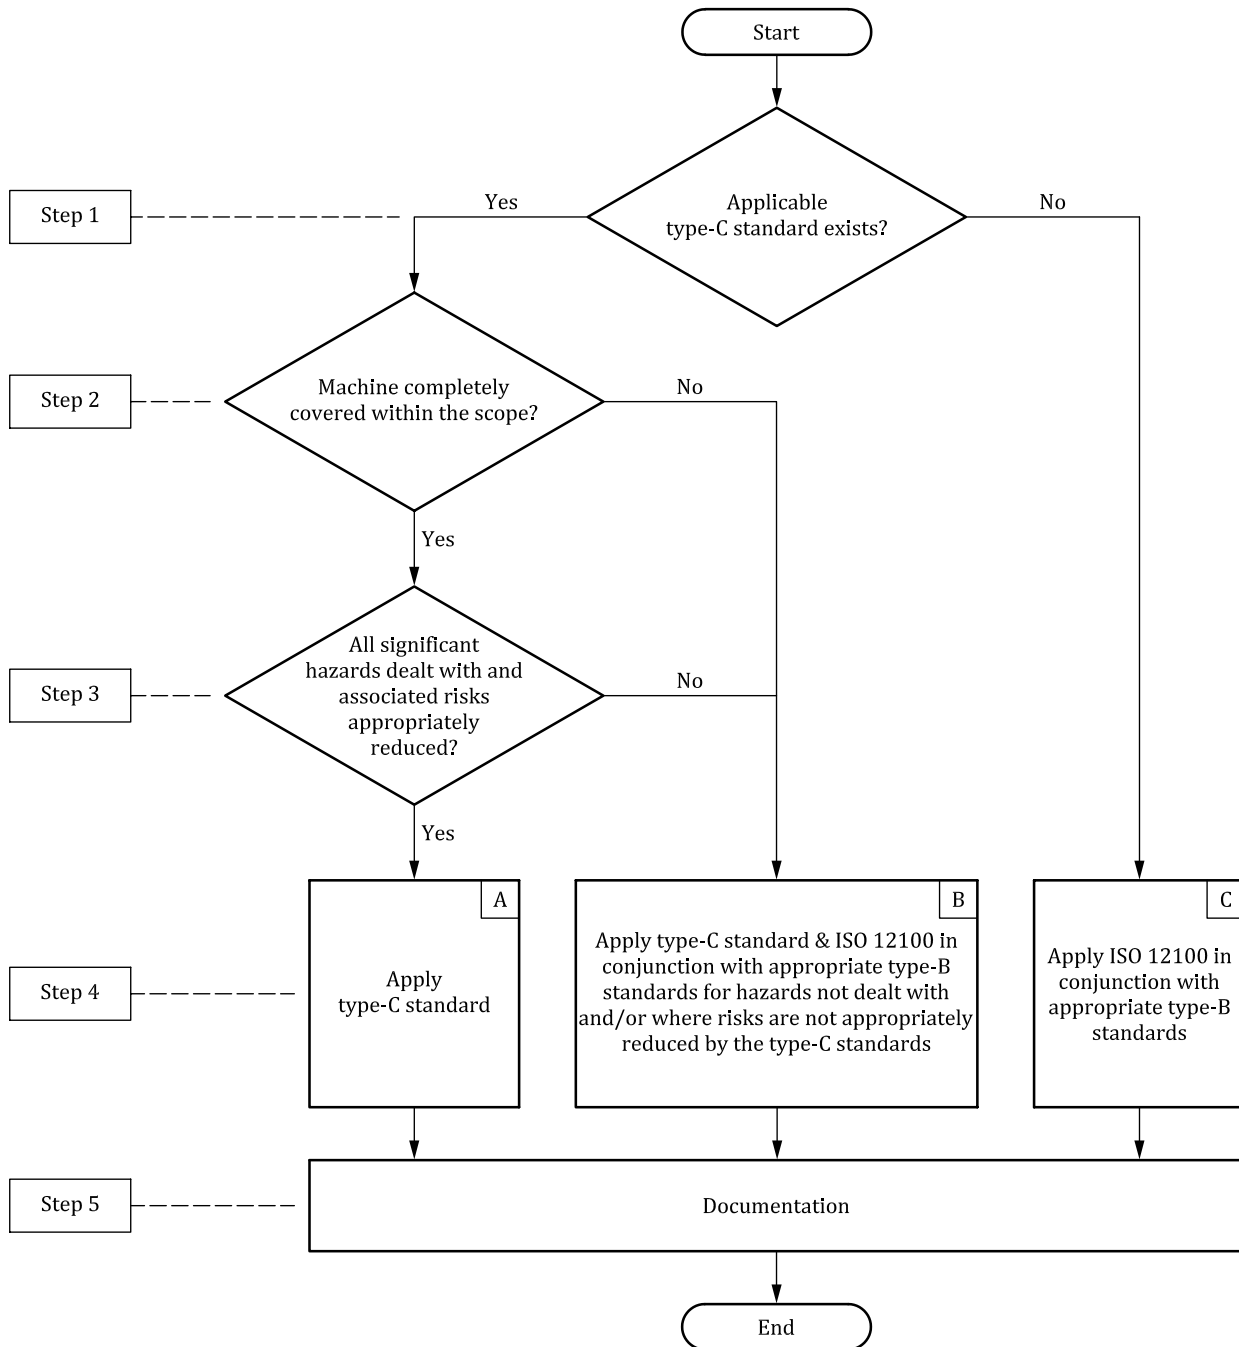 Start
Step 1
Yes
Applicable
type-C standard exists?
No
Step 2
Machine completely
covered within the scope?
No
Yes
Step 3
All significant
hazards dealt with and
associated risks
appropriately
reduced?
No
Yes
Step 4
A
Apply
type-C standard
B
Apply type-C standard & ISO 12100 in
conjunction with appropriate type-B
standards for hazards not dealt with
and/or where risks are not appropriately
reduced by the type-C standards
C
Apply ISO 12100 in
conjunction with
appropriate type-B
standards
Step 5
Documentation
End